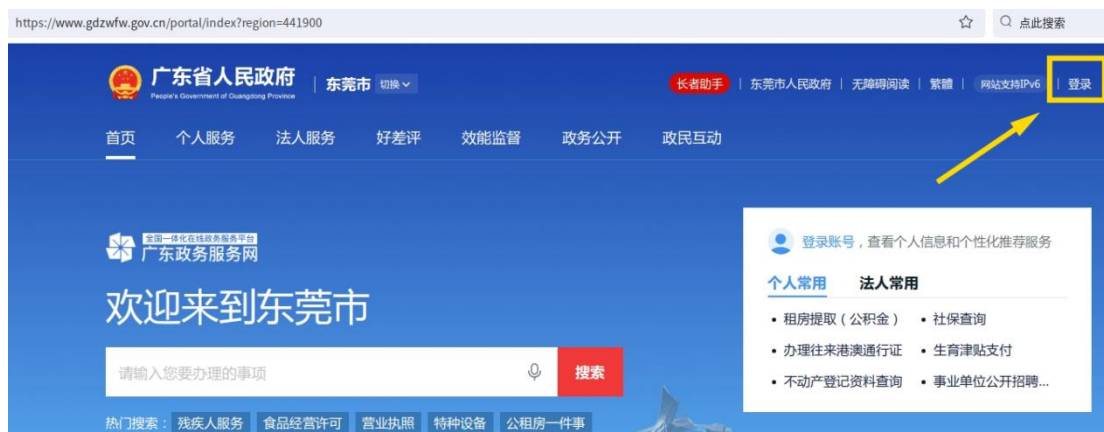 https://www.gdzwfw.gov.cn/portal/index?region=441900
点此搜索
广东省人民政府
People's Government of Guangdong Province
东莞市 切换
长者助手 | 东莞市人民政府 | 无障碍阅读 | 繁體 | 网站支持IPv6 | 登录
首页 个人服务 法人服务 好差评 效能监督 政务公开 政民互动
全国一体化在线政务服务平台
广东政务服务网
欢迎来到东莞市
请输入您要办理的事项
搜索
热门搜索: 残疾人服务 食品经营许可 营业执照 特种设备 公租房一件事
登录账号，查看个人信息和个性化推荐服务
个人常用 法人常用
• 租房提取（公积金） • 社保查询
• 办理往来港澳通行证 • 生育津贴支付
• 不动产登记资料查询 • 事业单位公开招聘...